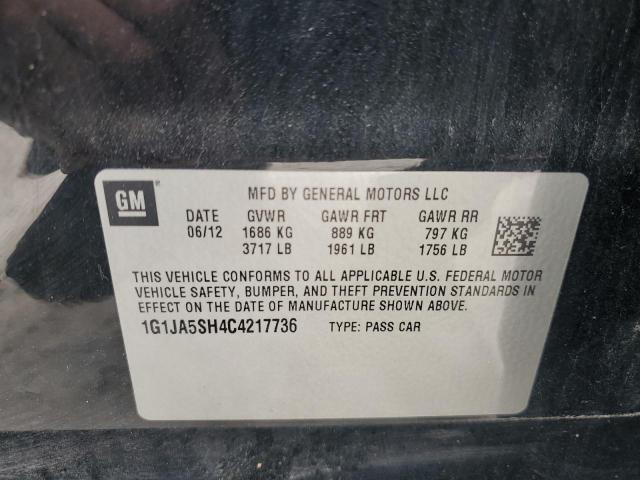 GM
MFD BY GENERAL MOTORS LLC
DATE GVWR GAWR FRT GAWR RR
06/12 1686 KG 889 KG 797 KG
3717 LB 1961 LB 1756 LB
THIS VEHICLE CONFORMS TO ALL APPLICABLE U.S. FEDERAL MOTOR
VEHICLE SAFETY, BUMPER, AND THEFT PREVENTION STANDARDS IN
EFFECT ON THE DATE OF MANUFACTURE SHOWN ABOVE.
1G1JA5SH4C4217736 TYPE: PASS CAR